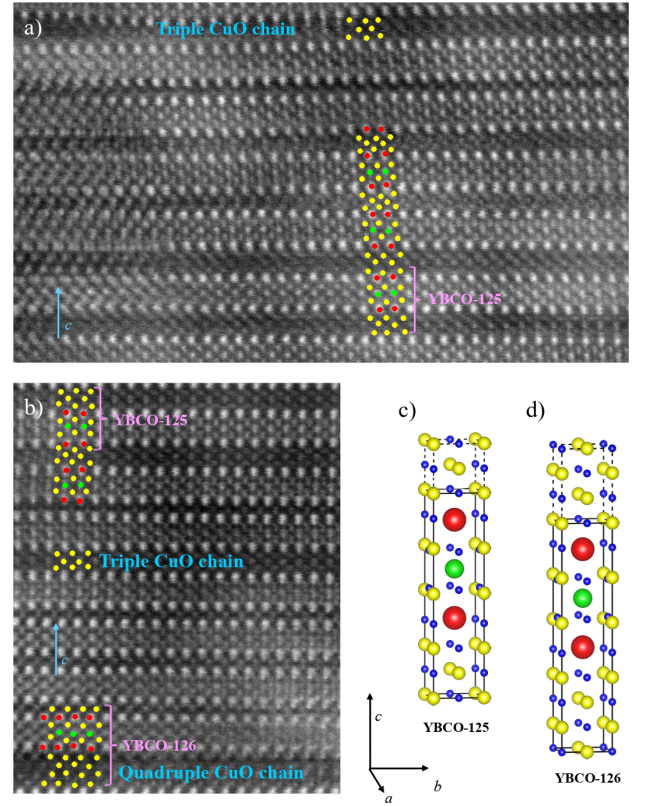 a)
Triple CuO chain
YBCO-125
c
b)
YBCO-125
Triple CuO chain
c
YBCO-126
Quadruple CuO chain
c)
d)
YBCO-125
YBCO-126
c
b
a